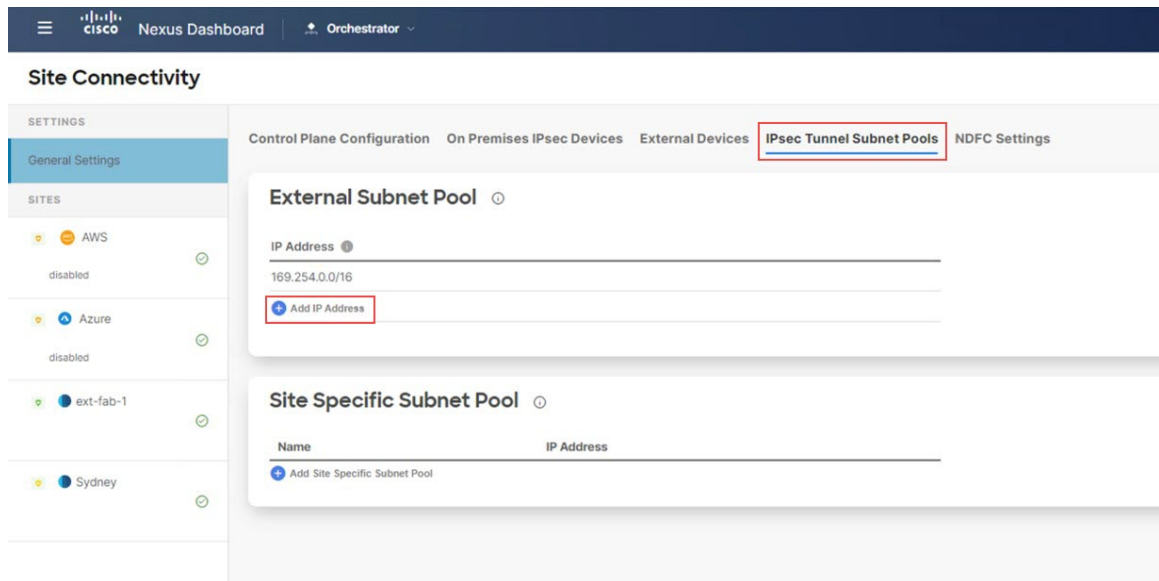 CISCO Nexus Dashboard Orchestrator
Site Connectivity
SETTINGS
General Settings
SITES
AWS
disabled
Azure
disabled
ext-fab-1
Sydney
Control Plane Configuration On Premises IPsec Devices External Devices IPsec Tunnel Subnet Pools NDFC Settings
External Subnet Pool
IP Address
169.254.0.0/16
Add IP Address
Site Specific Subnet Pool
Name IP Address
Add Site Specific Subnet Pool